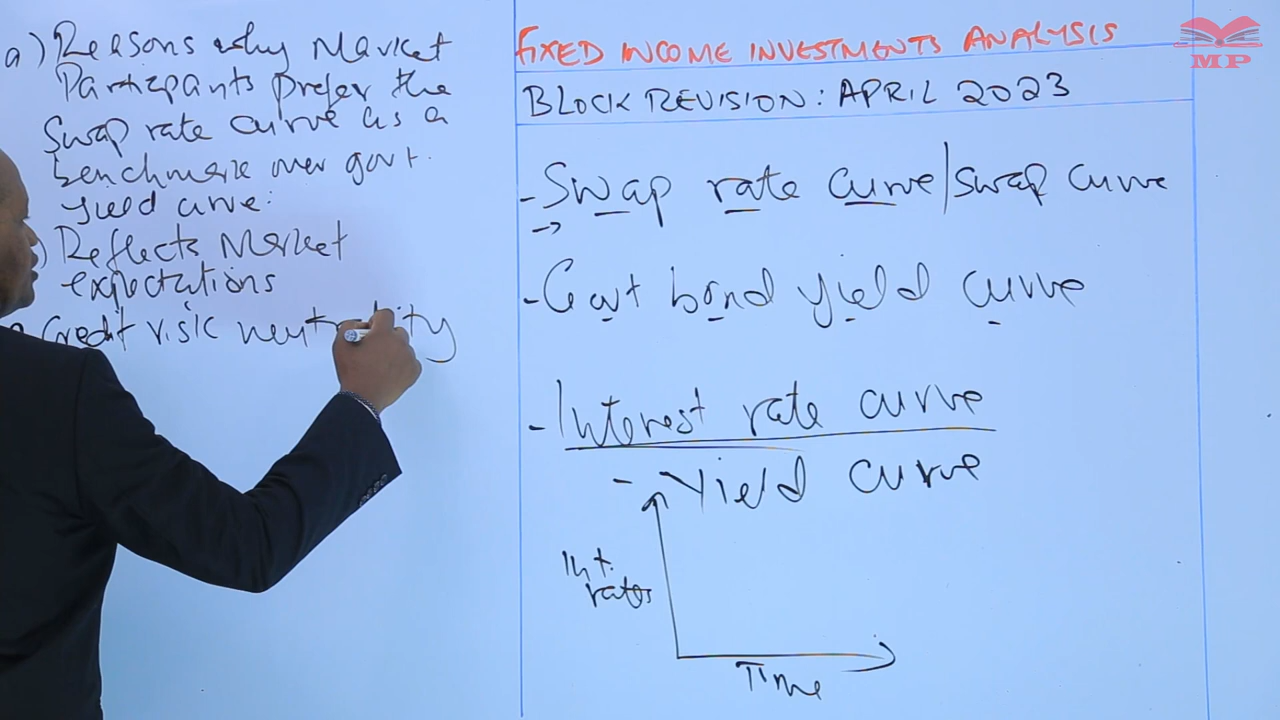 a) Reasons why Market
Participants prefer the
Swap rate curve as a
benchmark over govt.
yield curve:
) Reflects Market
expectations
Credit risk neutrality
FIXED INCOME INVESTMENTS ANALYSIS
BLOCK REVISION: APRIL 2023
- Swap rate curve/swap curve
→
- Govt bond yield curve
- Interest rate curve
- Yield curve
Int.
rates
Time
MP